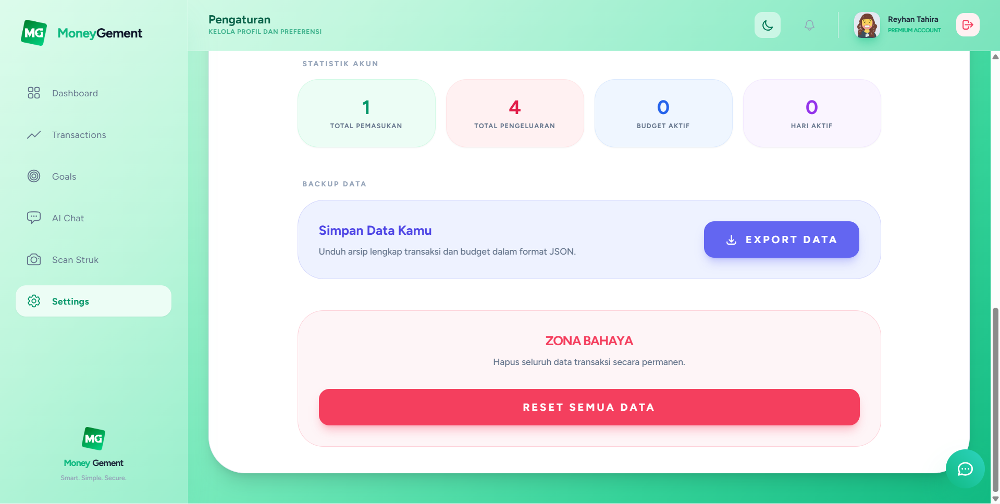 MG
MoneyGement
Dashboard
Transactions
Goals
AI Chat
Scan Struk
Settings
MG
Money Gement
Smart. Simple. Secure.
Pengaturan
KELOLA PROFIL DAN PREFERENSI
Reyhan Tahira
PREMIUM ACCOUNT
STATISTIK AKUN
1
TOTAL PEMASUKAN
4
TOTAL PENGELUARAN
0
BUDGET AKTIF
0
HARI AKTIF
BACKUP DATA
Simpan Data Kamu
Unduh arsip lengkap transaksi dan budget dalam format JSON.
EXPORT DATA
ZONA BAHAYA
Hapus seluruh data transaksi secara permanen.
RESET SEMUA DATA